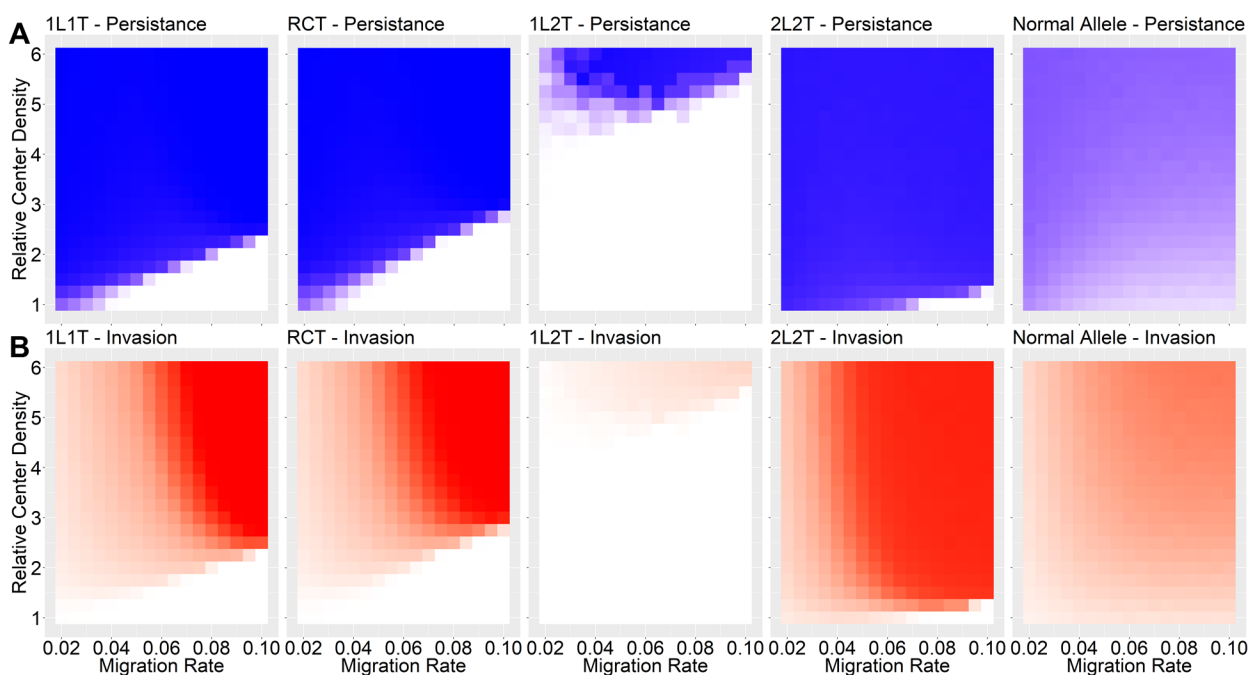 A
1L1T - Persistance
RCT - Persistance
1L2T - Persistance
2L2T - Persistance
Normal Allele - Persistance
Relative Center Density
6
5
4
3
2
1
B
1L1T - Invasion
RCT - Invasion
1L2T - Invasion
2L2T - Invasion
Normal Allele - Invasion
Relative Center Density
6
5
4
3
2
1
0.02 0.04 0.06 0.08 0.10
0.02 0.04 0.06 0.08 0.10
0.02 0.04 0.06 0.08 0.10
0.02 0.04 0.06 0.08 0.10
0.02 0.04 0.06 0.08 0.10
Migration Rate
Migration Rate
Migration Rate
Migration Rate
Migration Rate